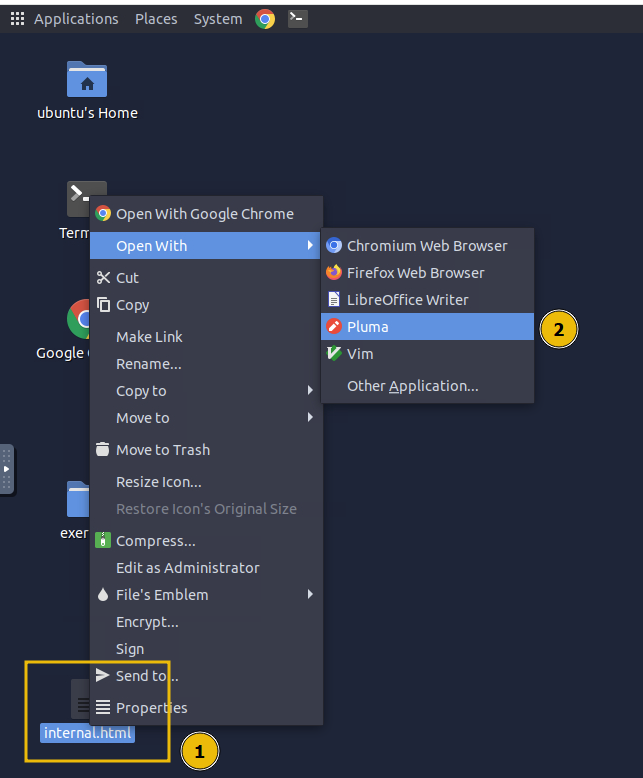 Applications Places System
ubuntu's Home
Term
Google
exer
internal.html
Open With Google Chrome
Open With
Cut
Copy
Make Link
Rename...
Copy to
Move to
Move to Trash
Resize Icon...
Restore Icon's Original Size
Compress...
Edit as Administrator
File's Emblem
Encrypt...
Sign
Send to...
Properties
Chromium Web Browser
Firefox Web Browser
LibreOffice Writer
Pluma
Vim
Other Application...
2
1